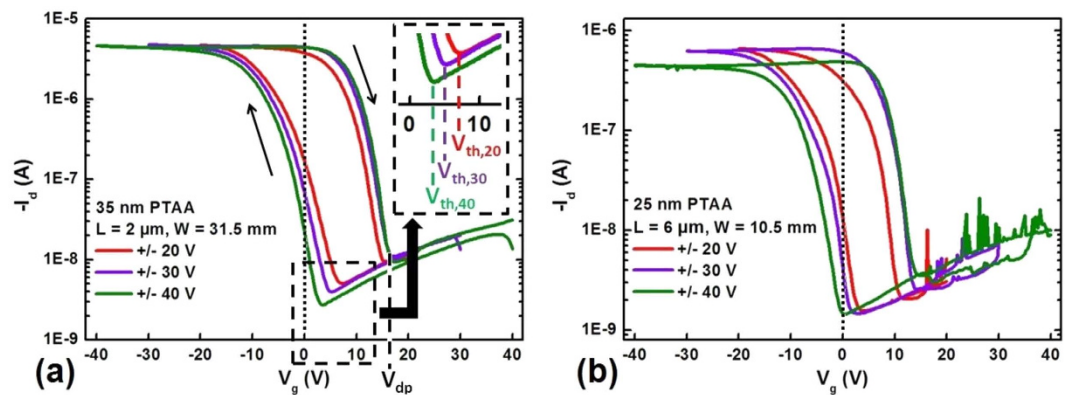 1E-5
1E-6
1E-7
1E-8
1E-9
-I_d (A)
35 nm PTAA
L = 2 µm, W = 31.5 mm
+/- 20 V
+/- 30 V
+/- 40 V
0 10
V_th,20
V_th,30
V_th,40
-40 -30 -20 -10 0 10 20 30 40
(a)
V_g (V)
V_dp
1E-6
1E-7
1E-8
1E-9
-I_d (A)
25 nm PTAA
L = 6 µm, W = 10.5 mm
+/- 20 V
+/- 30 V
+/- 40 V
-40 -30 -20 -10 0 10 20 30 40
(b)
V_g (V)